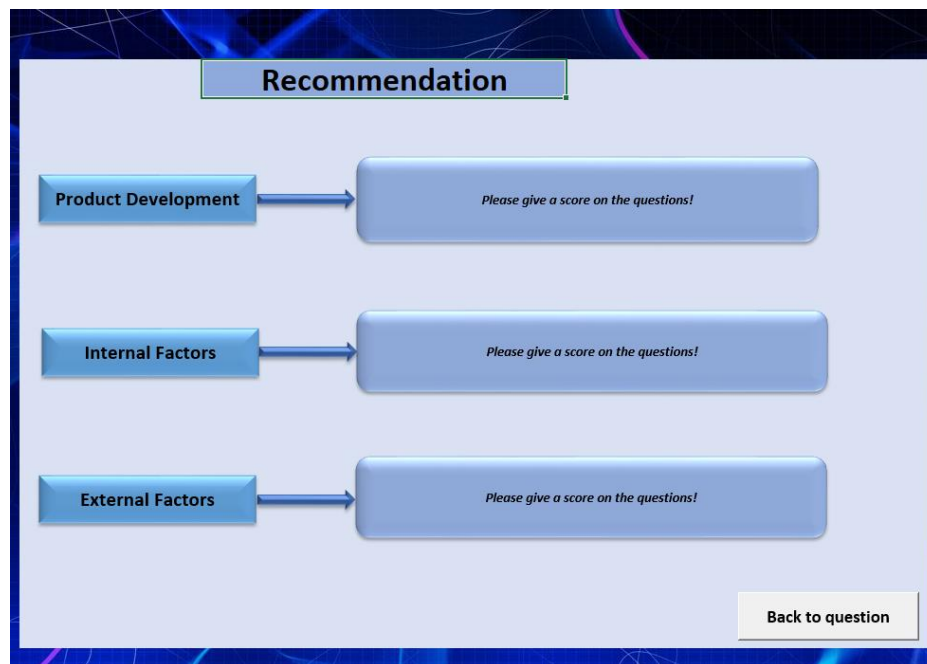 Recommendation
Product Development
Please give a score on the questions!
Internal Factors
Please give a score on the questions!
External Factors
Please give a score on the questions!
Back to question